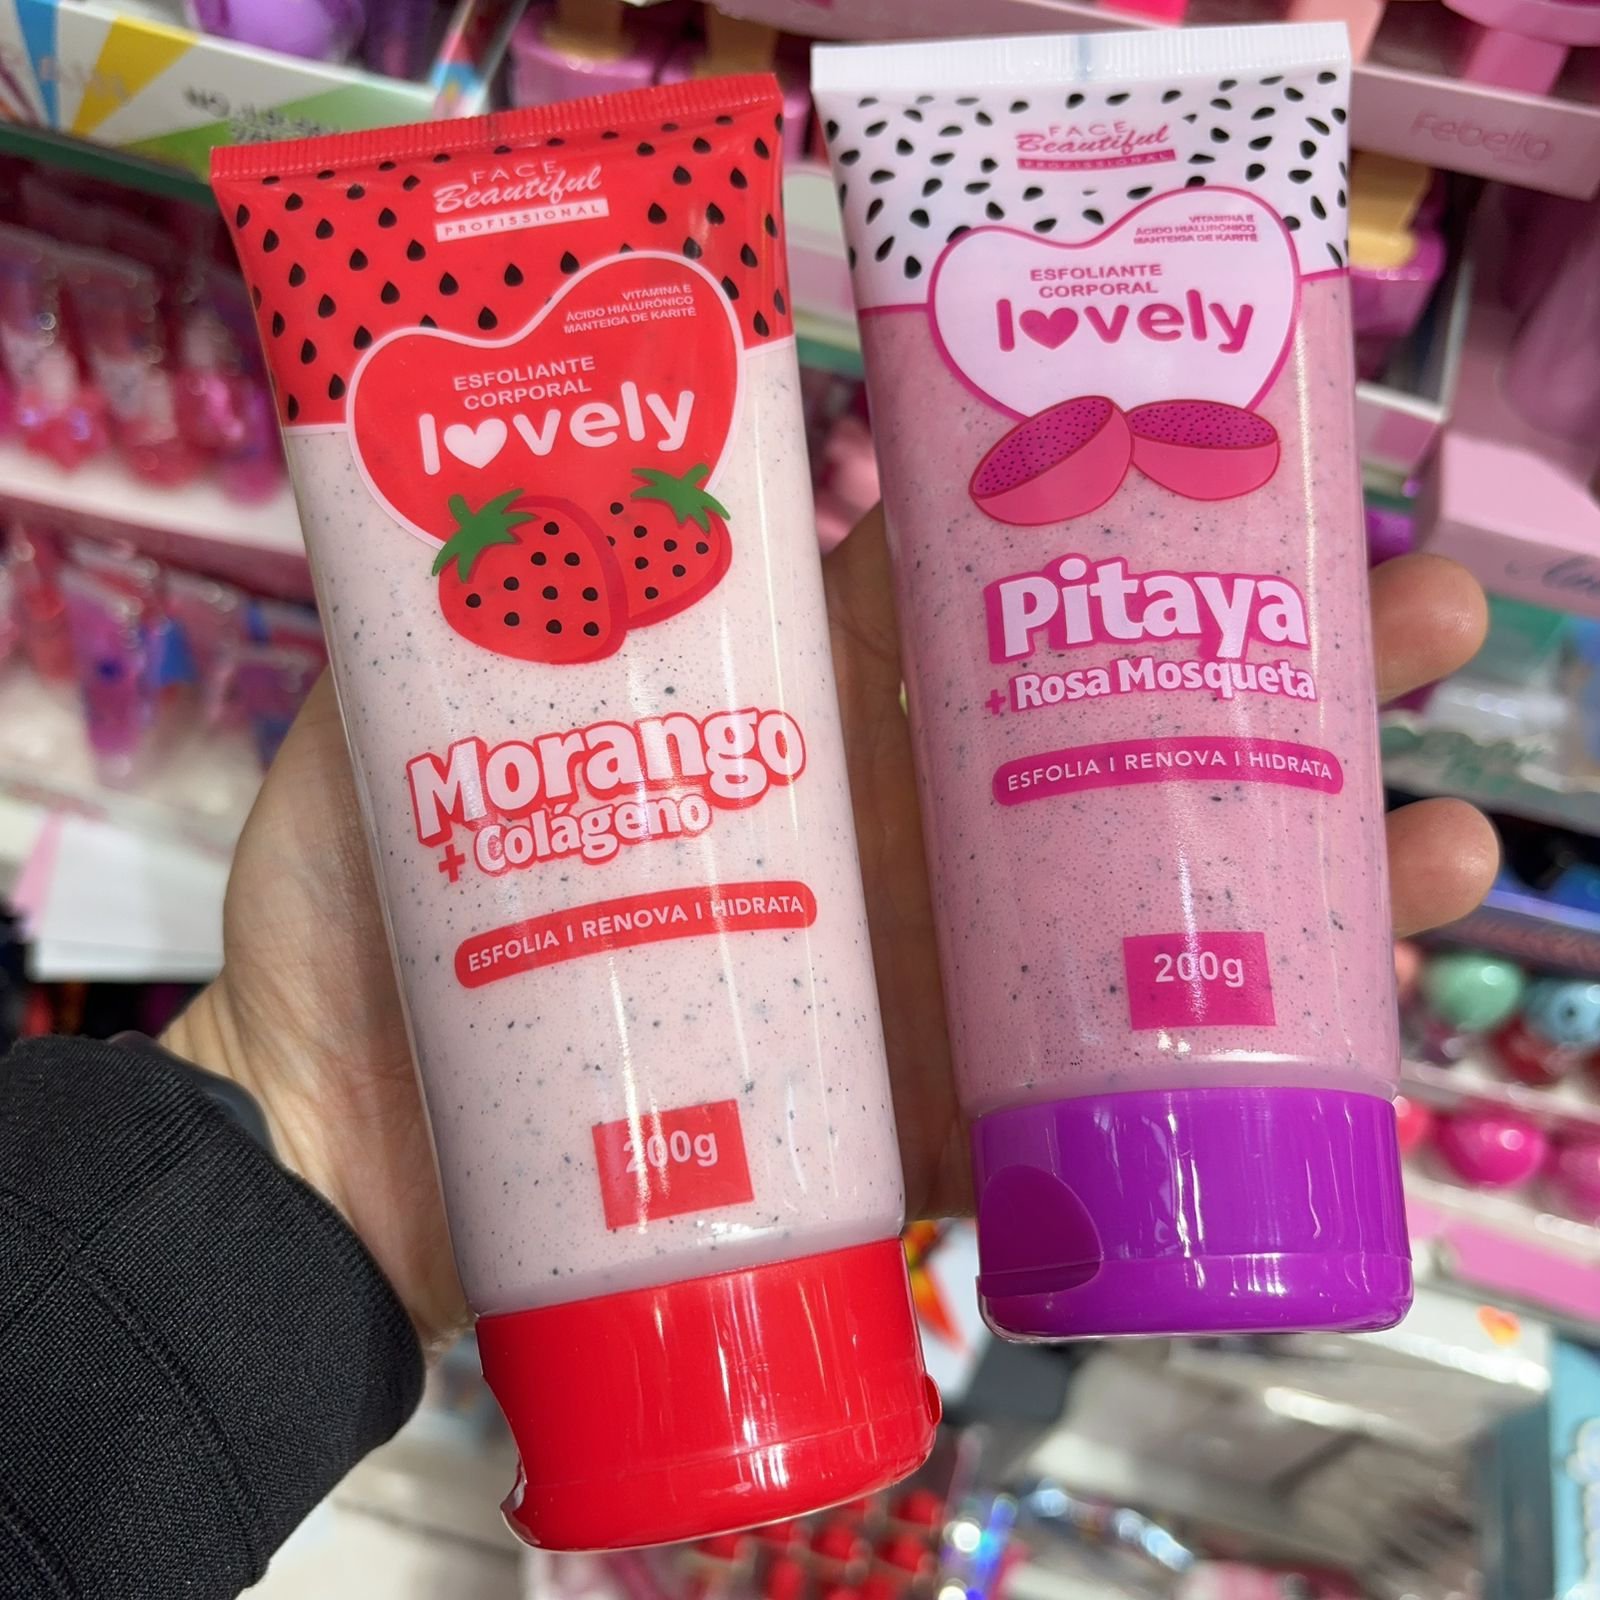 FACE
Beautiful
PROFISSIONAL
VITAMINA E
ÁCIDO HIALURÔNICO
MANTEIGA DE KARITÉ
ESFOLIANTE
CORPORAL
lovely
Morango
+ Colágeno
ESFOLIA | RENOVA | HIDRATA
200g
FACE
Beautiful
PROFISSIONAL
VITAMINA E
ÁCIDO HIALURÔNICO
MANTEIGA DE KARITÉ
ESFOLIANTE
CORPORAL
lovely
Pitaya
+ Rosa Mosqueta
ESFOLIA | RENOVA | HIDRATA
200g
Febella